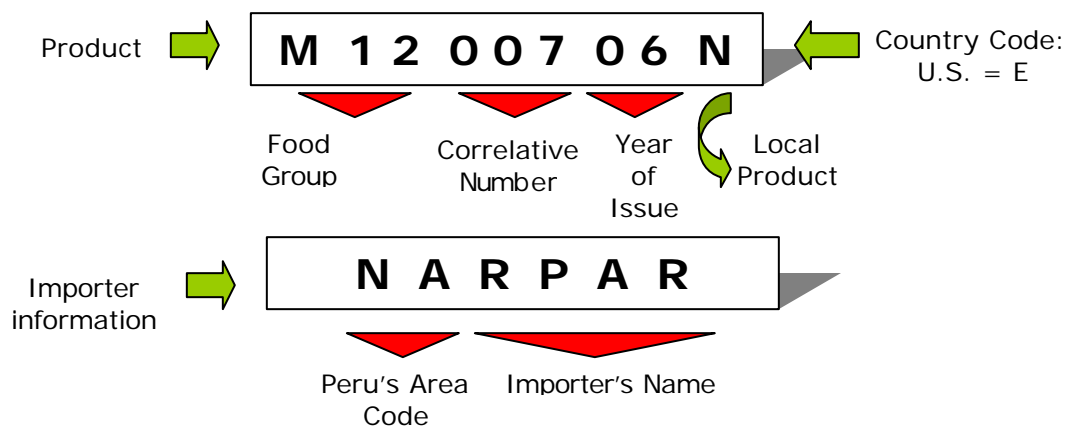 Product
M 1 2 0 0 7 0 6 N
Country Code:
U.S. = E
Food
Group
Correlative
Number
Year
of
Issue
Local
Product
Importer
information
N A R P A R
Peru's Area
Code
Importer's Name